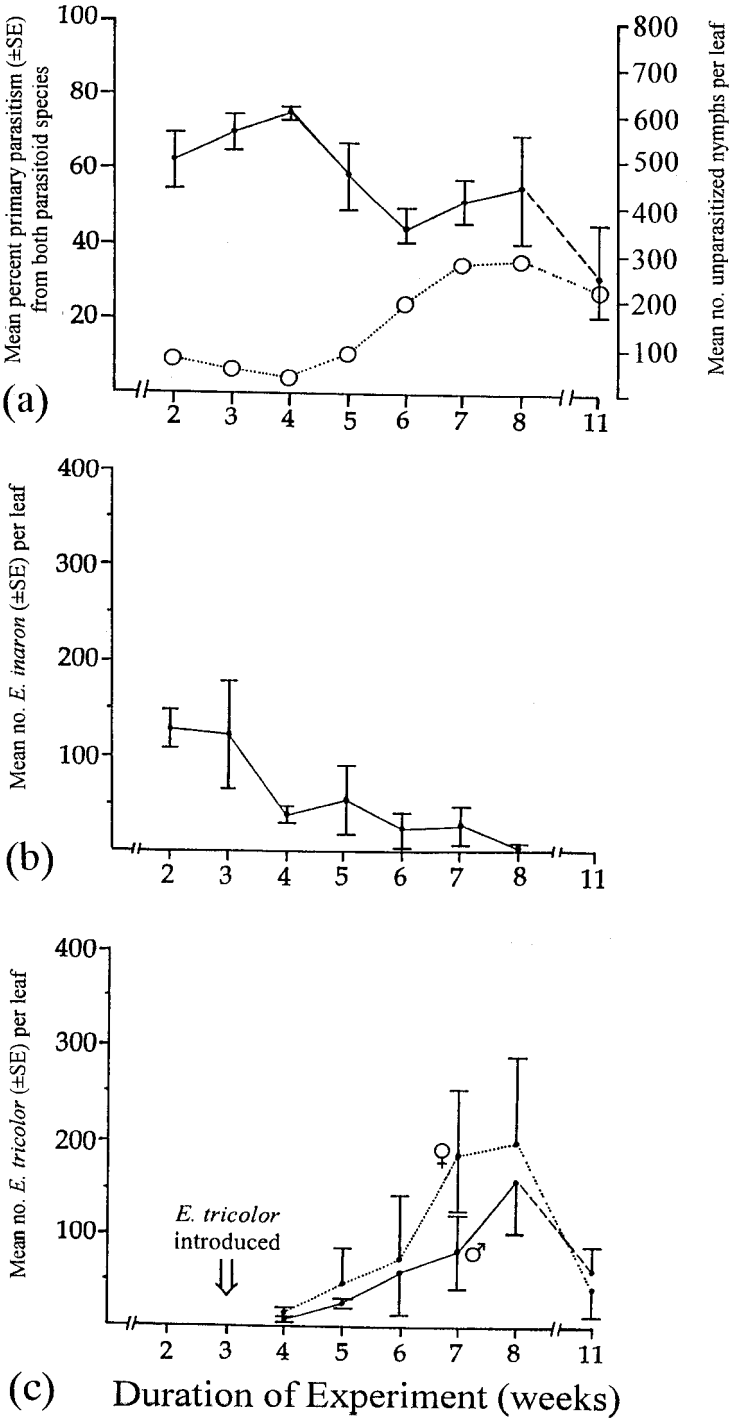 Mean percent primary parasitism (±SE)
from both parasitoid species
100
80
60
40
20
800
700
600
500
400
300
200
100
Mean no. unparasitized nymphs per leaf
(a)
2 3 4 5 6 7 8 11
Mean no. E. inaron (±SE) per leaf
400
300
200
100
(b)
2 3 4 5 6 7 8 11
Mean no. E. tricolor (±SE) per leaf
400
300
200
100
E. tricolor
introduced
♀
♂
2 3 4 5 6 7 8 11
(c) Duration of Experiment (weeks)